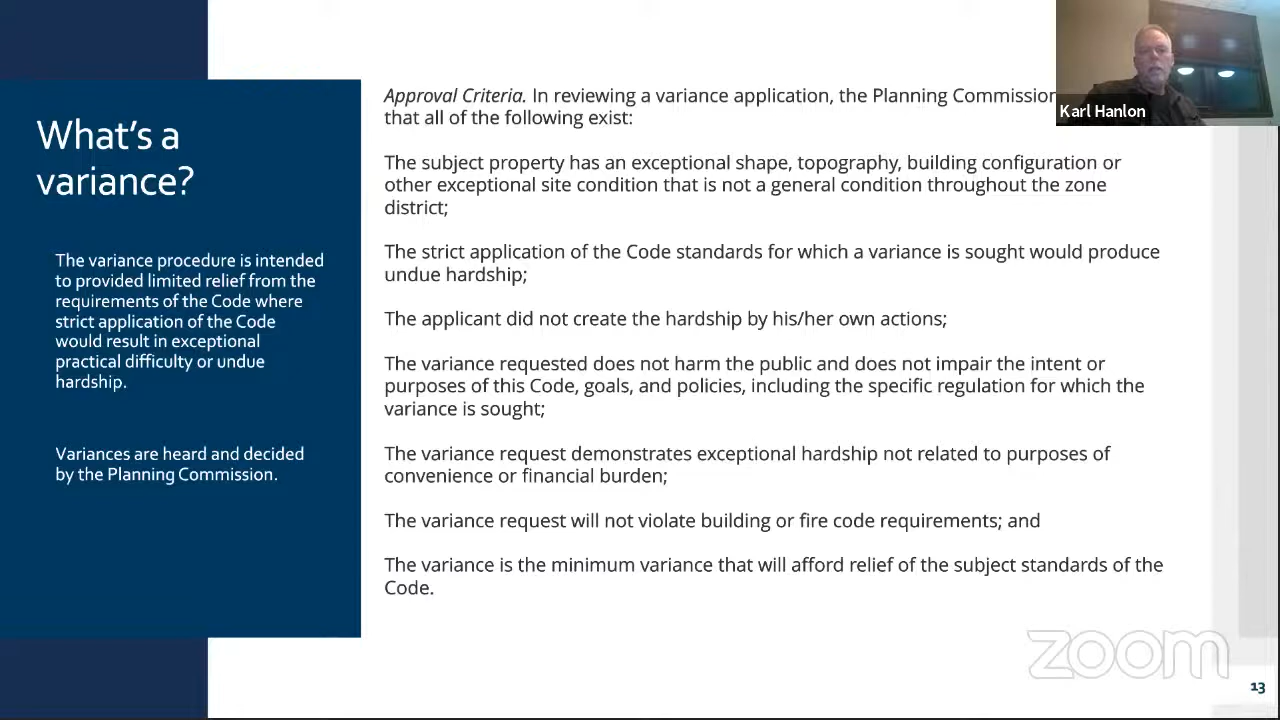 What's a
variance?
The variance procedure is intended
to provided limited relief from the
requirements of the Code where
strict application of the Code
would result in exceptional
practical difficulty or undue
hardship.
Variances are heard and decided
by the Planning Commission.
Approval Criteria. In reviewing a variance application, the Planning Commission
that all of the following exist:
The subject property has an exceptional shape, topography, building configuration or
other exceptional site condition that is not a general condition throughout the zone
district;
The strict application of the Code standards for which a variance is sought would produce
undue hardship;
The applicant did not create the hardship by his/her own actions;
The variance requested does not harm the public and does not impair the intent or
purposes of this Code, goals, and policies, including the specific regulation for which the
variance is sought;
The variance request demonstrates exceptional hardship not related to purposes of
convenience or financial burden;
The variance request will not violate building or fire code requirements; and
The variance is the minimum variance that will afford relief of the subject standards of the
Code.
Karl Hanlon
zoom
13